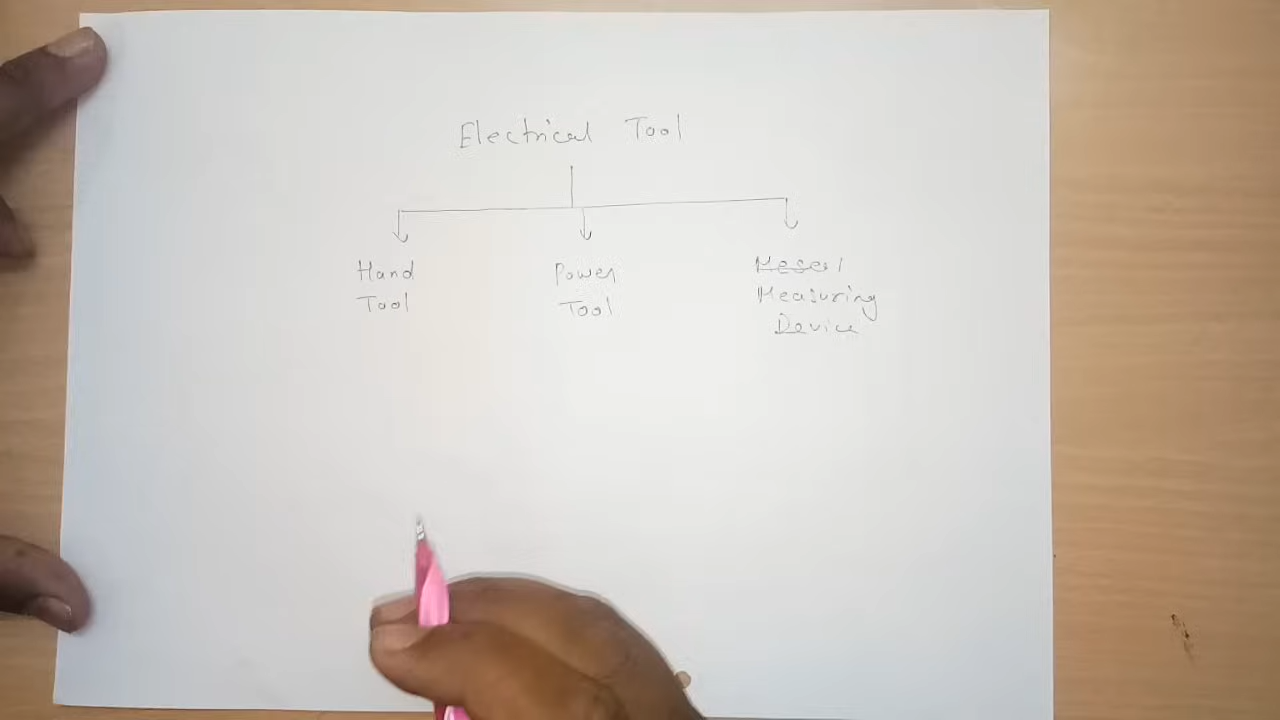 Electrical Tool
Hand
Tool
Power
Tool
Measuring
Device